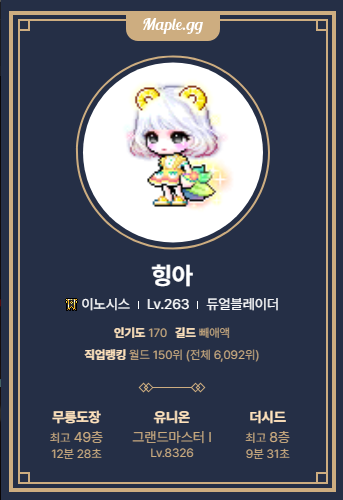 Maple.gg
힝아
이노시스 | Lv.263 | 듀얼블레이더
인기도 170 길드 빼애액
직업랭킹 월드 150위 (전체 6,092위)
무릉도장 유니온 더시드
최고 49층 그랜드마스터 I 최고 8층
12분 28초 Lv.8326 9분 31초